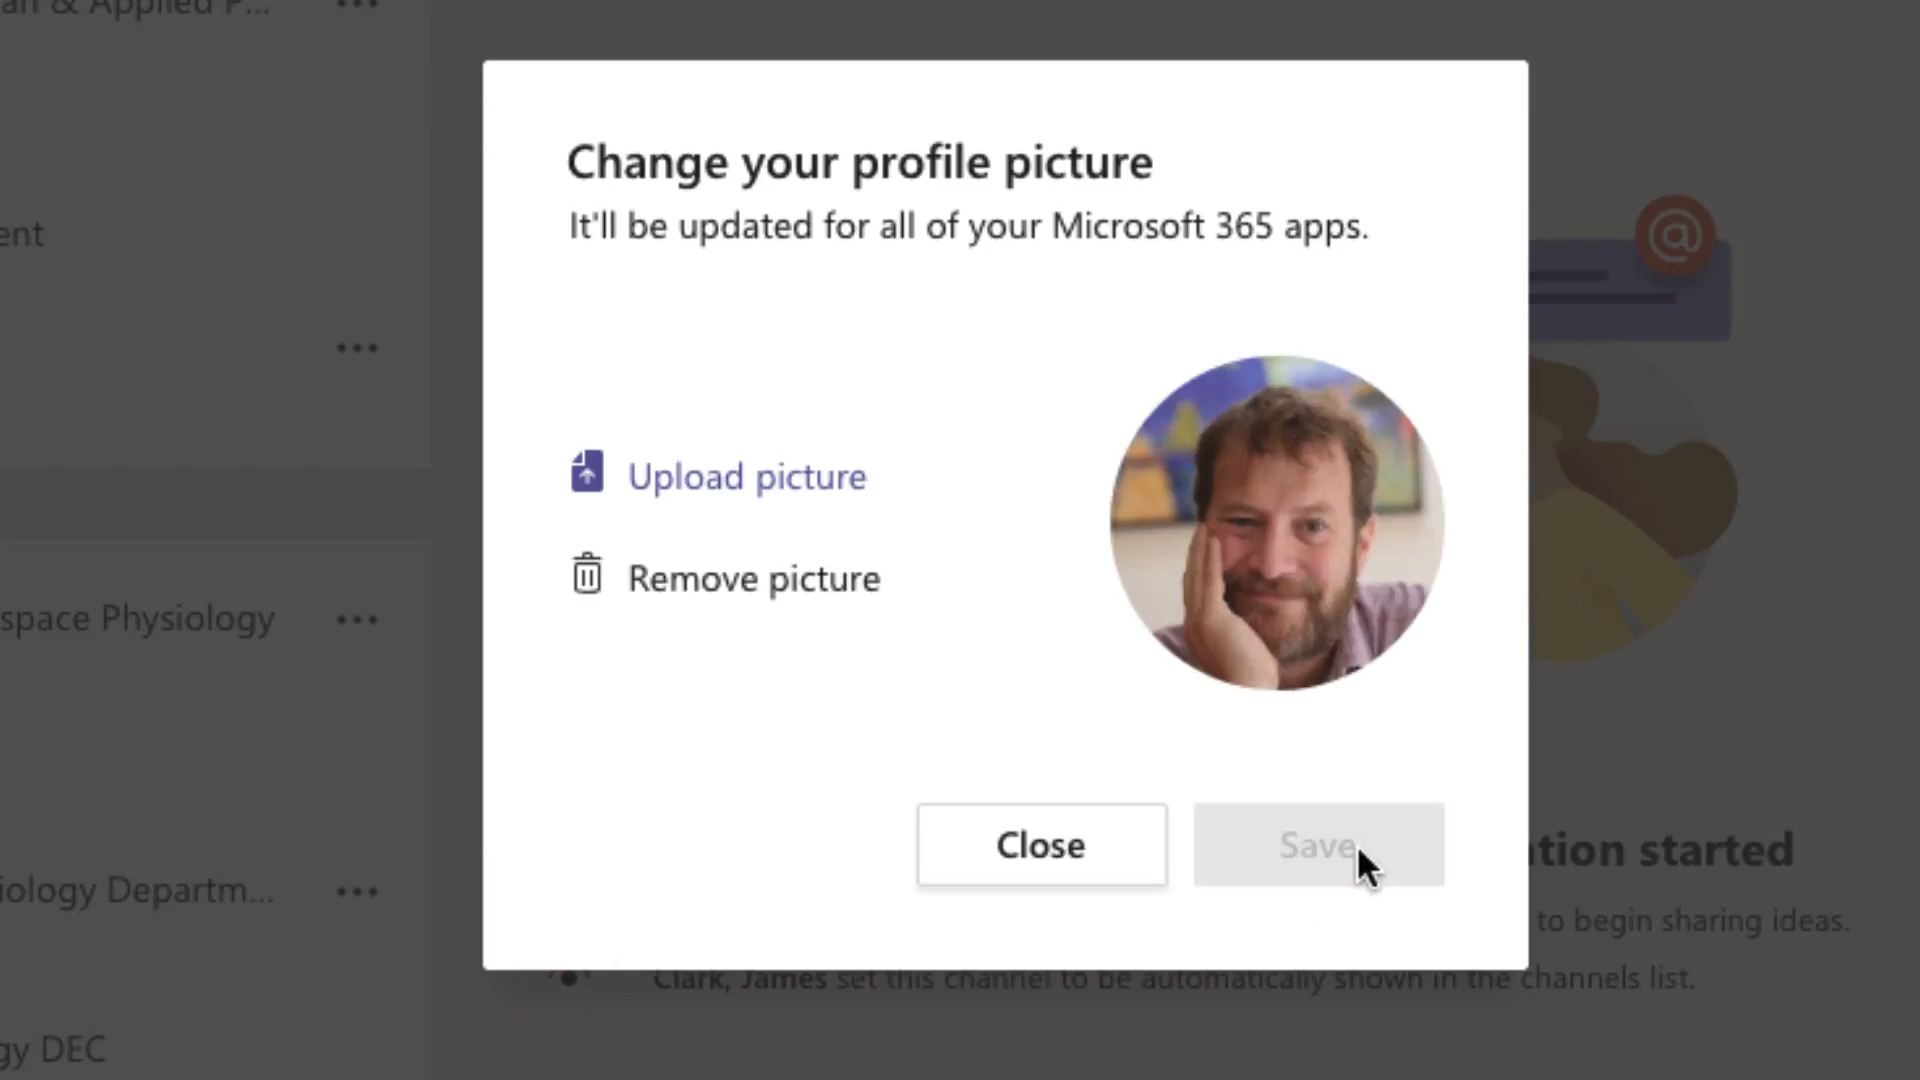 an & Applied P...
ent
space Physiology
iology Departm...
gy DEC
Change your profile picture
It'll be updated for all of your Microsoft 365 apps.
Upload picture
Remove picture
Close
Save
@
tion started
to begin sharing ideas.
Clark, James set this channel to be automatically shown in the channels list.